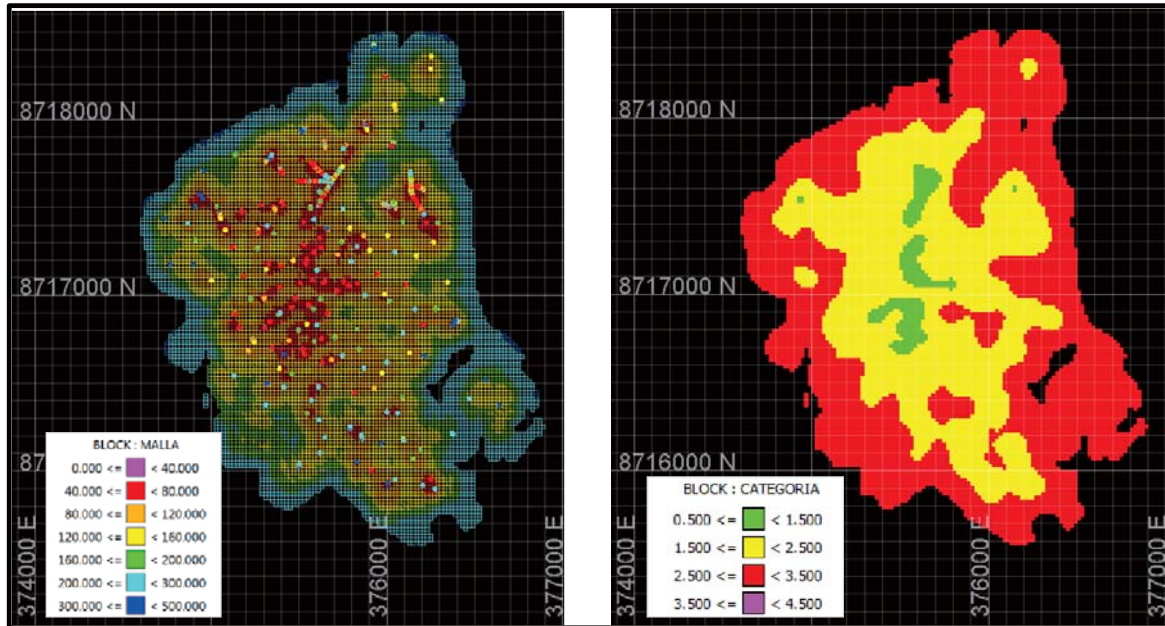 8718000 N
8717000 N
BLOCK : MALLA
0.000 <= < 40.000
40.000 <= < 80.000
80.000 <= < 120.000
120.000 <= < 160.000
160.000 <= < 200.000
200.000 <= < 300.000
300.000 <= < 500.000
374000 E
376000 E
377000 E
8718000 N
8717000 N
8716000 N
BLOCK : CATEGORIA
0.500 <= < 1.500
1.500 <= < 2.500
2.500 <= < 3.500
3.500 <= < 4.500
374000 E
376000 E
377000 E